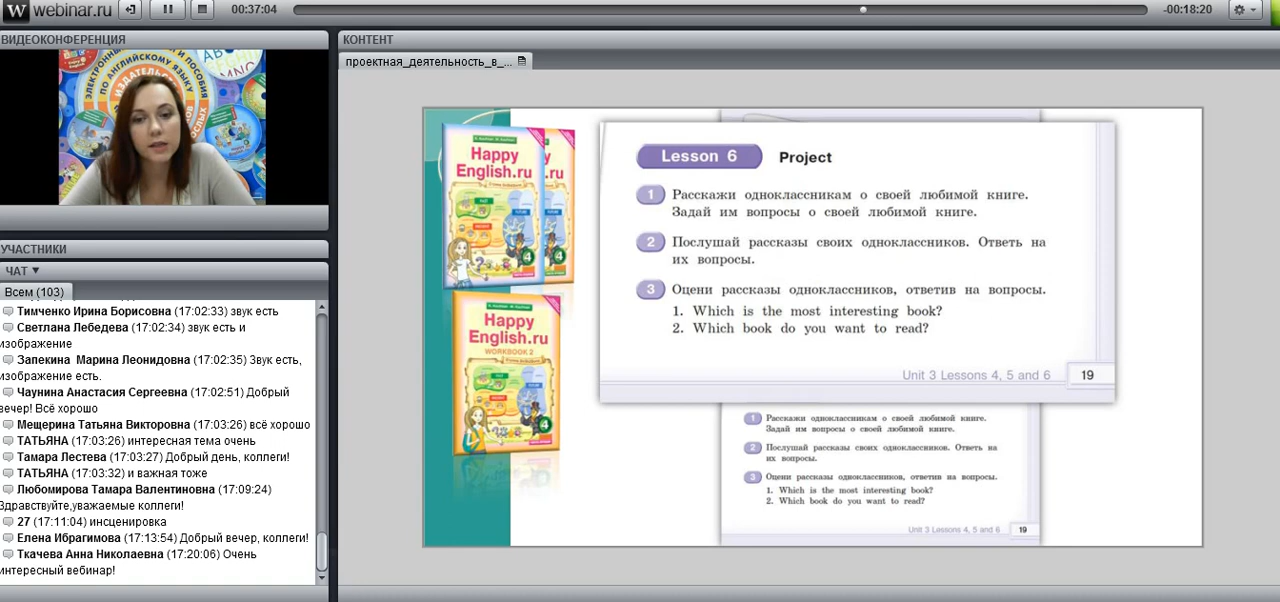 webinar.ru
00:37:04
-00:18:20
ВИДЕОКОНФЕРЕНЦИЯ
ЭЛЕКТРОННЫЕ
ПОСОБИЯ
ПО АНГЛИЙСКОМУ ЯЗЫКУ
УЧАСТНИКИ
ЧАТ
Всем (103)
Тимченко Ирина Борисовна (17:02:33) звук есть
Светлана Лебедева (17:02:34) звук есть и
изображение
Запекина Марина Леонидовна (17:02:35) Звук есть,
изображение есть.
Чаунина Анастасия Сергеевна (17:02:51) Добрый
вечер! Всё хорошо
Мещерина Татьяна Викторовна (17:03:26) всё хорошо
ТАТЬЯНА (17:03:26) интересная тема очень
Тамара Лестева (17:03:27) Добрый день, коллеги!
ТАТЬЯНА (17:03:32) и важная тоже
Любомирова Тамара Валентиновна (17:09:24)
Здравствуйте,уважаемые коллеги!
27 (17:11:04) инсценировка
Елена Ибрагимова (17:13:54) Добрый вечер, коллеги!
Ткачева Анна Николаевна (17:20:06) Очень
интересный вебинар!
КОНТЕНТ
проектная_деятельность_в_...
Happy
English.ru
4
Happy
English.ru
WORKBOOK 2
4
Lesson 6 Project
1 Расскажи одноклассникам о своей любимой книге.
Задай им вопросы о своей любимой книге.
2 Послушай рассказы своих одноклассников. Ответь на
их вопросы.
3 Оцени рассказы одноклассников, ответив на вопросы.
1. Which is the most interesting book?
2. Which book do you want to read?
Unit 3 Lessons 4, 5 and 6 19
1 Расскажи одноклассникам о своей любимой книге.
Задай им вопросы о своей любимой книге.
2 Послушай рассказы своих одноклассников. Ответь на
их вопросы.
3 Оцени рассказы одноклассников, ответив на вопросы.
1. Which is the most interesting book?
2. Which book do you want to read?
Unit 3 Lessons 4, 5 and 6 19